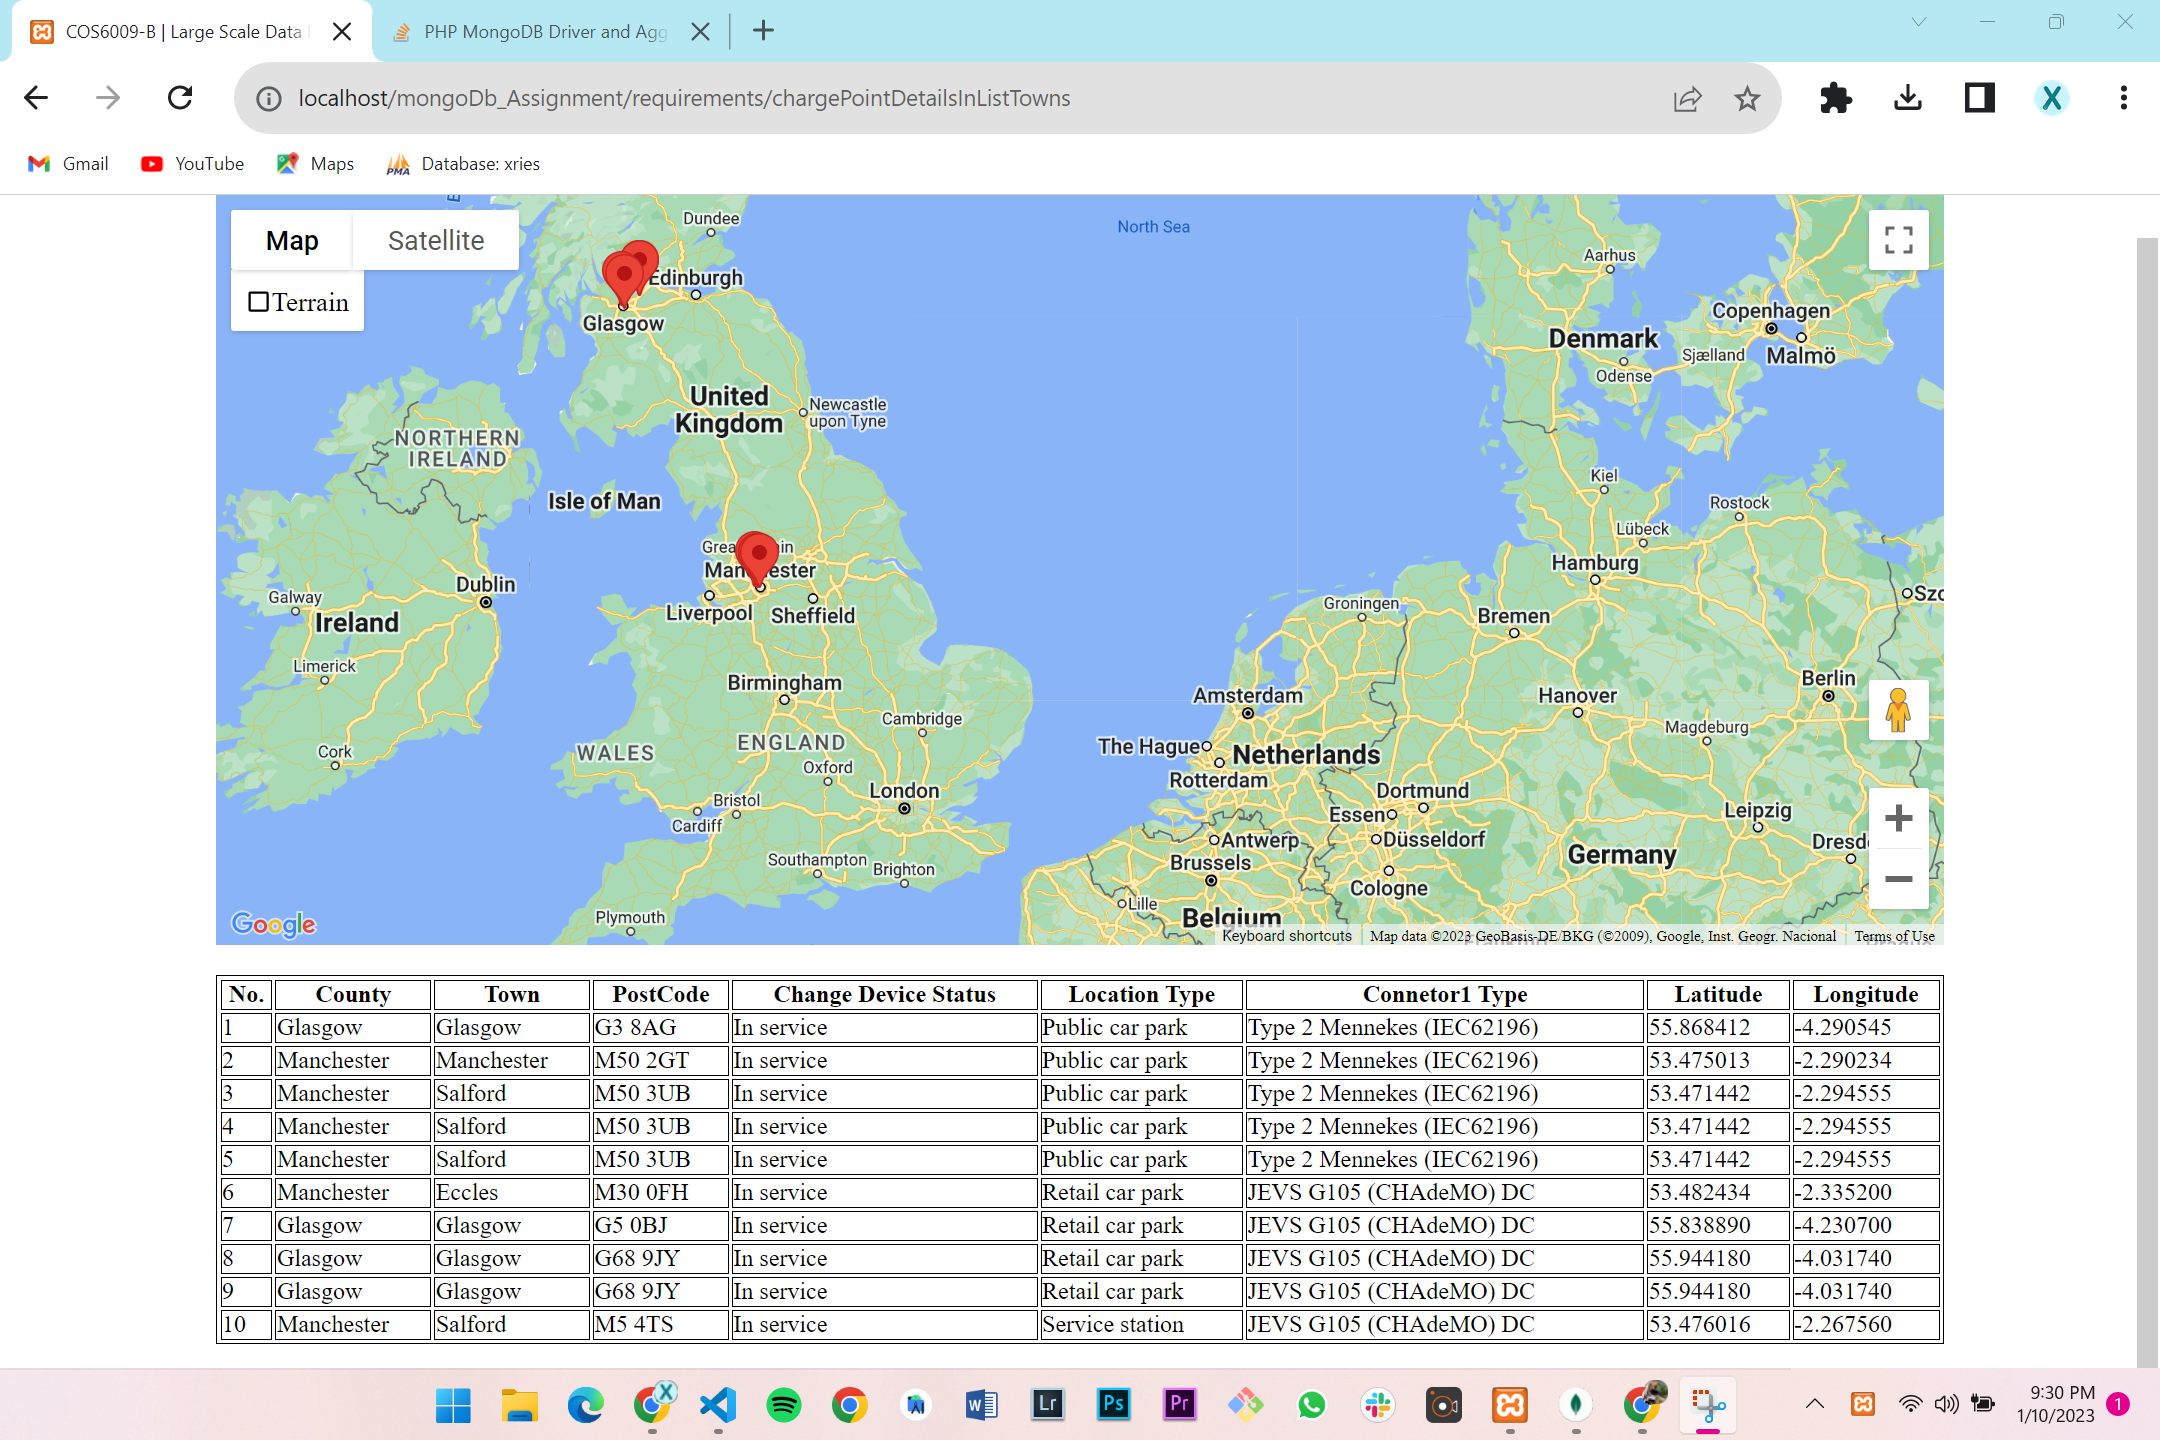 COS6009-B | Large Scale Data
PHP MongoDB Driver and Agg
localhost/mongoDb_Assignment/requirements/chargePointDetailsInListTowns
X
Gmail YouTube Maps PMA Database: xries
Map Satellite
Terrain
Dundee
North Sea
Edinburgh
Glasgow
Aarhus
Copenhagen
Denmark
Sjælland Malmö
Odense
United
Kingdom
Newcastle
upon Tyne
NORTHERN
IRELAND
Isle of Man
Kiel
Rostock
Lübeck
Hamburg
Manchester
Dublin
Galway
Ireland
Liverpool Sheffield
Groningen
Bremen
Limerick
Birmingham
Amsterdam
Hanover
Berlin
Cambridge
Magdeburg
WALES
ENGLAND
The Hague
Netherlands
Cork
Oxford
Rotterdam
London
Dortmund
Bristol
Cardiff
Essen
Leipzig
Antwerp
Düsseldorf
Dresd
Southampton
Brussels
Germany
Brighton
Cologne
Lille
Plymouth
Belgium
Google
Keyboard shortcuts Map data ©2023 GeoBasis-DE/BKG (©2009), Google, Inst. Geogr. Nacional Terms of Use
No. County Town PostCode Change Device Status Location Type Connetor1 Type Latitude Longitude
1 Glasgow Glasgow G3 8AG In service Public car park Type 2 Mennekes (IEC62196) 55.868412 -4.290545
2 Manchester Manchester M50 2GT In service Public car park Type 2 Mennekes (IEC62196) 53.475013 -2.290234
3 Manchester Salford M50 3UB In service Public car park Type 2 Mennekes (IEC62196) 53.471442 -2.294555
4 Manchester Salford M50 3UB In service Public car park Type 2 Mennekes (IEC62196) 53.471442 -2.294555
5 Manchester Salford M50 3UB In service Public car park Type 2 Mennekes (IEC62196) 53.471442 -2.294555
6 Manchester Eccles M30 0FH In service Retail car park JEVS G105 (CHAdeMO) DC 53.482434 -2.335200
7 Glasgow Glasgow G5 0BJ In service Retail car park JEVS G105 (CHAdeMO) DC 55.838890 -4.230700
8 Glasgow Glasgow G68 9JY In service Retail car park JEVS G105 (CHAdeMO) DC 55.944180 -4.031740
9 Glasgow Glasgow G68 9JY In service Retail car park JEVS G105 (CHAdeMO) DC 55.944180 -4.031740
10 Manchester Salford M5 4TS In service Service station JEVS G105 (CHAdeMO) DC 53.476016 -2.267560
X W Lr Ps Pr
9:30 PM
1/10/2023
1